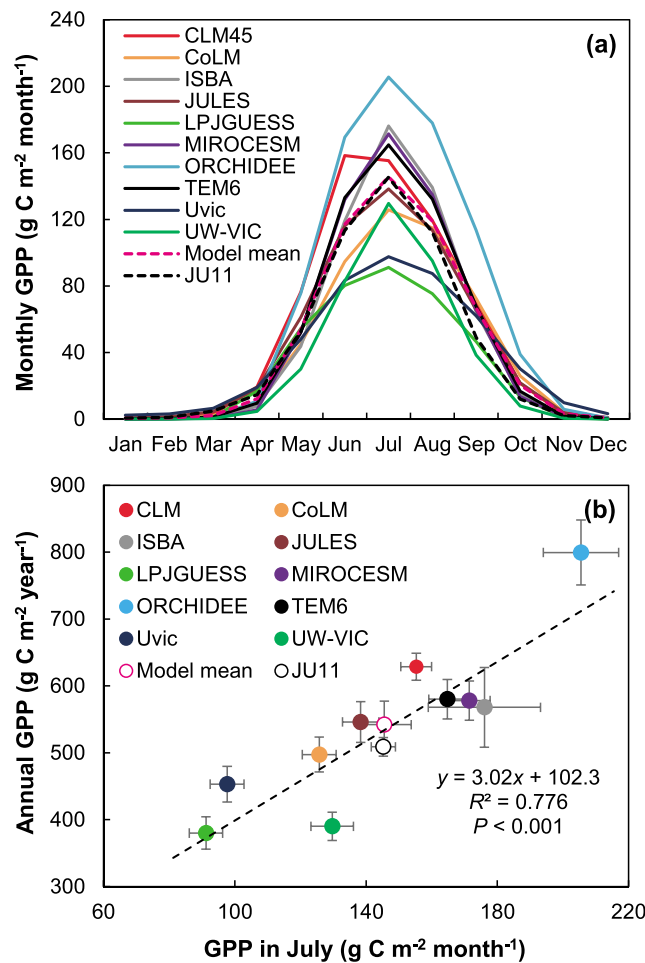 (a)
CLM45
CoLM
ISBA
JULES
LPJGUESS
MIROCESM
ORCHIDEE
TEM6
Uvic
UW-VIC
Model mean
JU11
Monthly GPP (g C m⁻² month⁻¹)
240
200
160
120
80
40
0
Jan Feb Mar Apr May Jun Jul Aug Sep Oct Nov Dec
(b)
CLM CoLM
ISBA JULES
LPJGUESS MIROCESM
ORCHIDEE TEM6
Uvic UW-VIC
Model mean JU11
y = 3.02x + 102.3
R² = 0.776
P < 0.001
Annual GPP (g C m⁻² year⁻¹)
900
800
700
600
500
400
300
60 100 140 180 220
GPP in July (g C m⁻² month⁻¹)